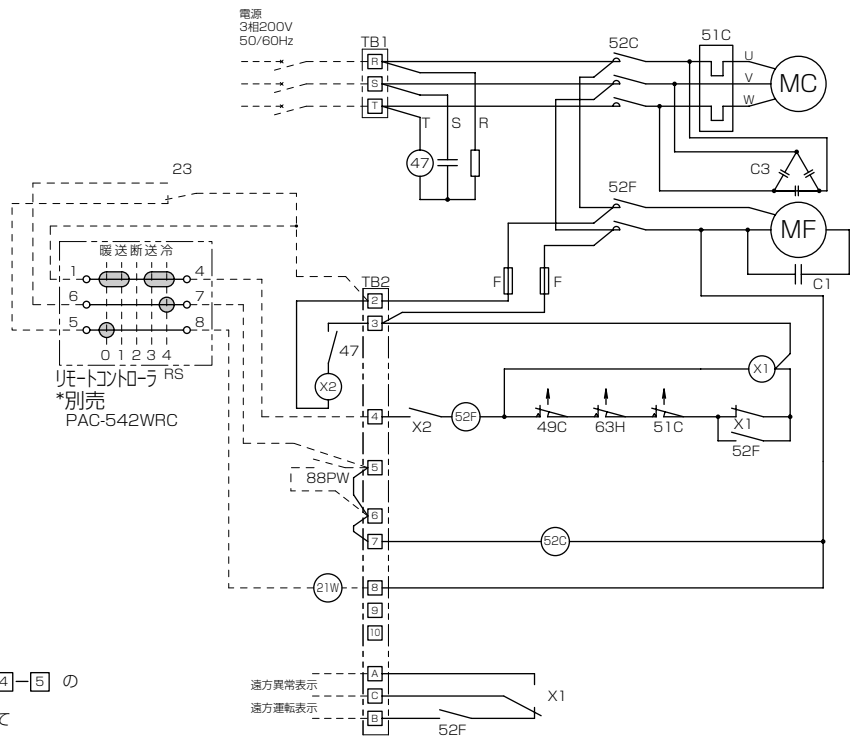 電源
3相200V
50/60Hz
TB1
R
S
T
52C
51C
U
V
W
MC
T
S
R
47
C3
23
52F
MF
C1
F
F
暖送断送冷
1
4
6
7
5
8
0 1 2 3 4
RS
リモートコントローラ
*別売
PAC-542WRC
TB2
2
3
47
X2
X1
4
X2
52F
49C
63H
51C
X1
52F
5
88PW
6
7
52C
21W
8
9
10
4 ー 5 の
て
遠方異常表示
遠方運転表示
A
C
B
X1
52F